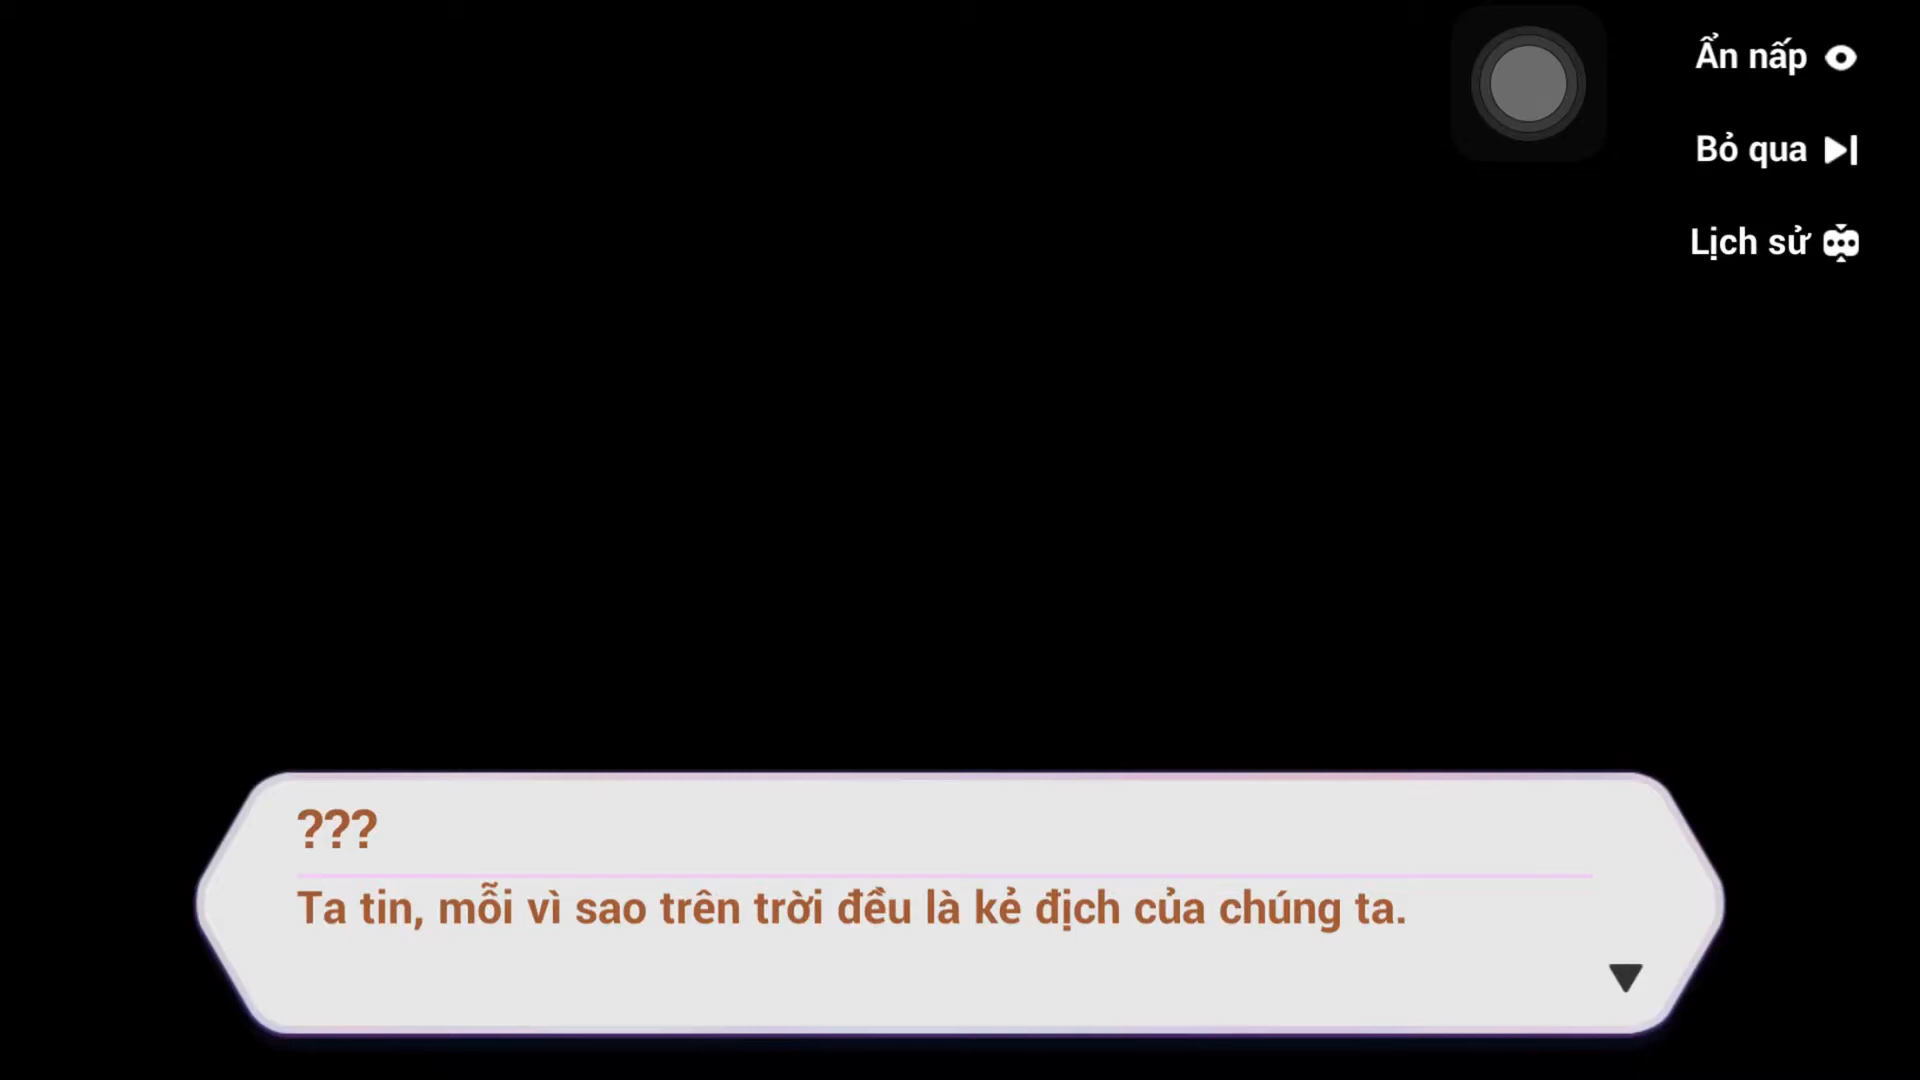 Ẩn nấp
Bỏ qua
Lịch sử
???
Ta tin, mỗi vì sao trên trời đều là kẻ địch của chúng ta.